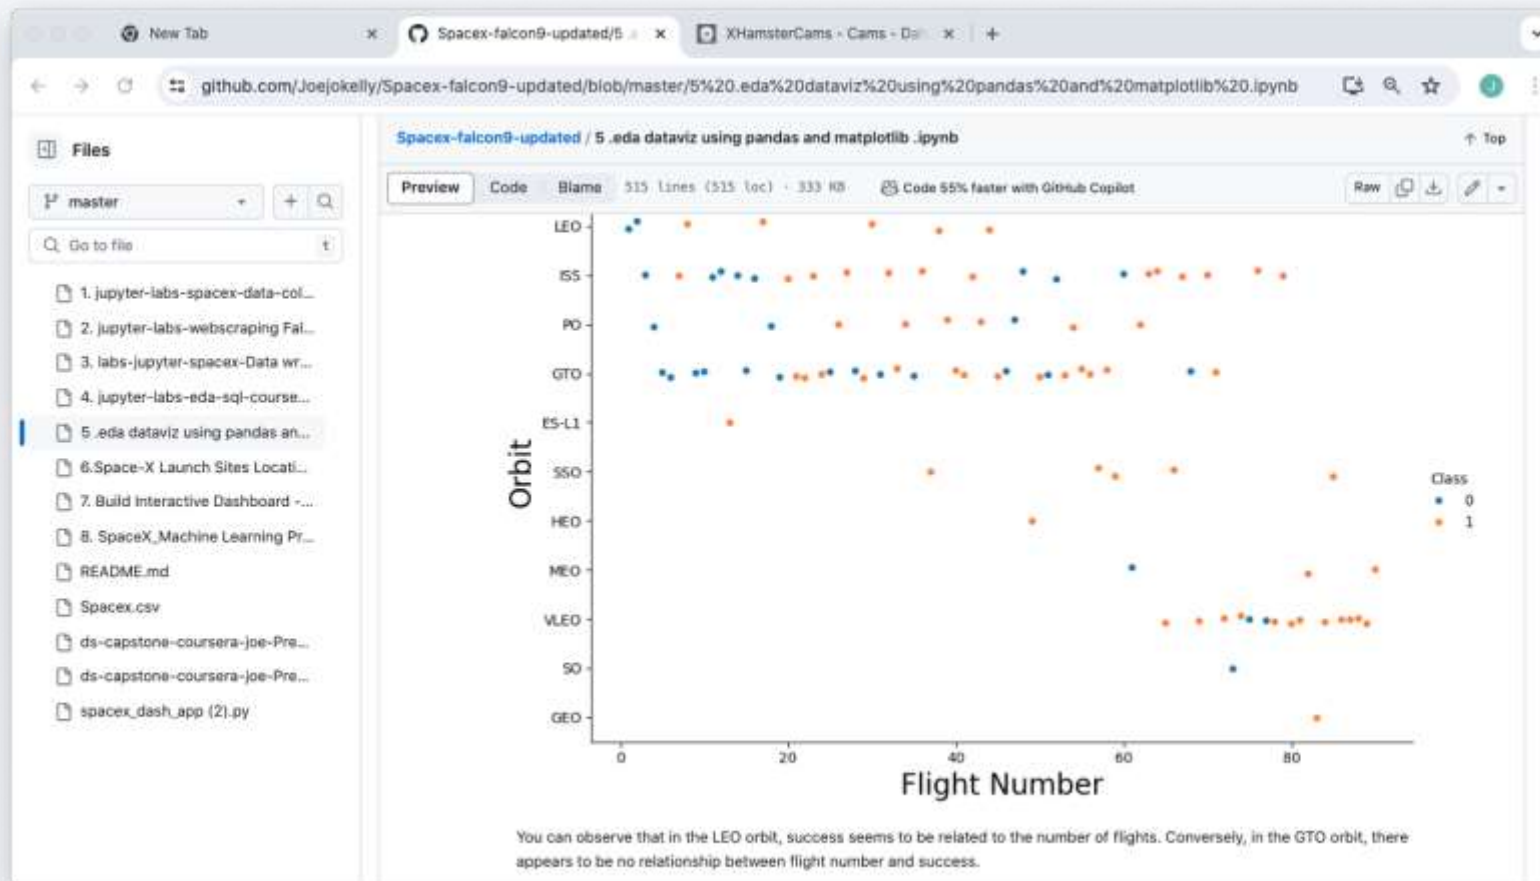 New Tab
Spacex-falcon9-updated/5
XHamsterCams - Cams - Dat
github.com/Joejokelly/Spacex-falcon9-updated/blob/master/5%20.eda%20dataviz%20using%20pandas%20and%20matplotlib%20.ipynb
J
Files
master
Go to file
t
1. jupyter-labs-spacex-data-col...
2. jupyter-labs-webscraping Fal...
3. labs-jupyter-spacex-Data wr...
4. jupyter-labs-eda-sql-course...
5 .eda dataviz using pandas an...
6.Space-X Launch Sites Locati...
7. Build Interactive Dashboard -...
8. SpaceX_Machine Learning Pr...
README.md
Spacex.csv
ds-capstone-coursera-joe-Pre...
ds-capstone-coursera-joe-Pre...
spacex_dash_app (2).py
Spacex-falcon9-updated / 5 .eda dataviz using pandas and matplotlib .ipynb
Top
Preview Code Blame 515 lines (515 loc) · 333 KB Code 55% faster with GitHub Copilot Raw
LEO
ISS
PO
GTO
ES-L1
SSO
HEO
MEO
VLEO
SO
GEO
Orbit
Class
0
1
0 20 40 60 80
Flight Number
You can observe that in the LEO orbit, success seems to be related to the number of flights. Conversely, in the GTO orbit, there
appears to be no relationship between flight number and success.